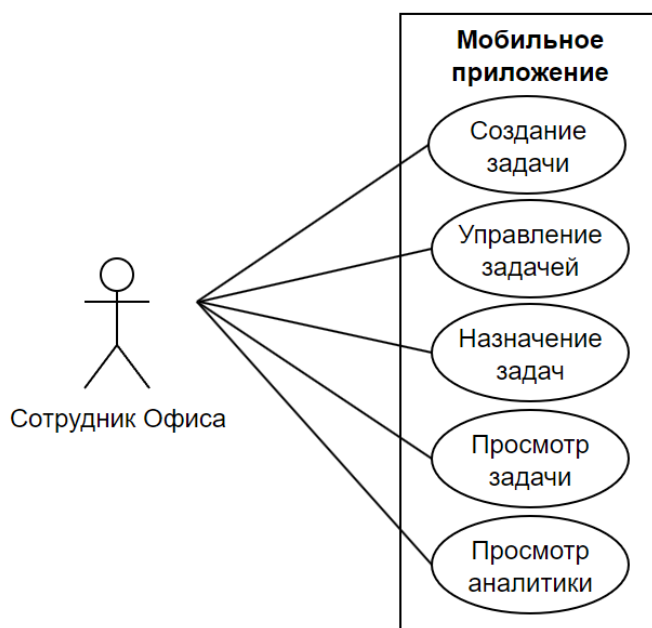 Мобильное
приложение
Создание
задачи
Управление
задачей
Назначение
задач
Сотрудник Офиса
Просмотр
задачи
Просмотр
аналитики